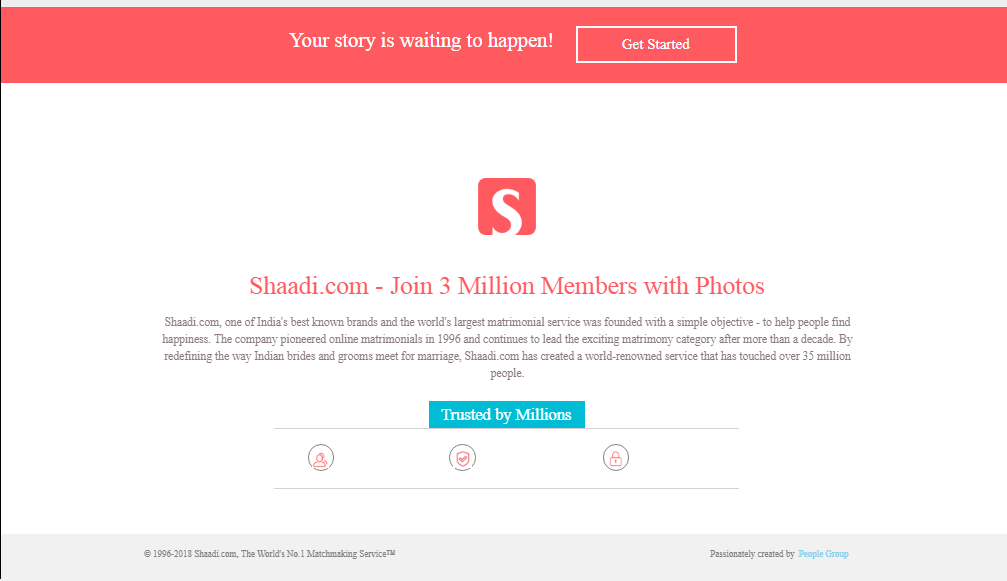 Your story is waiting to happen!
Get Started
S
Shaadi.com - Join 3 Million Members with Photos
Shaadi.com, one of India's best known brands and the world's largest matrimonial service was founded with a simple objective - to help people find
happiness. The company pioneered online matrimonials in 1996 and continues to lead the exciting matrimony category after more than a decade. By
redefining the way Indian brides and grooms meet for marriage, Shaadi.com has created a world-renowned service that has touched over 35 million
people.
Trusted by Millions
© 1996-2018 Shaadi.com, The World's No.1 Matchmaking Service™
Passionately created by People Group